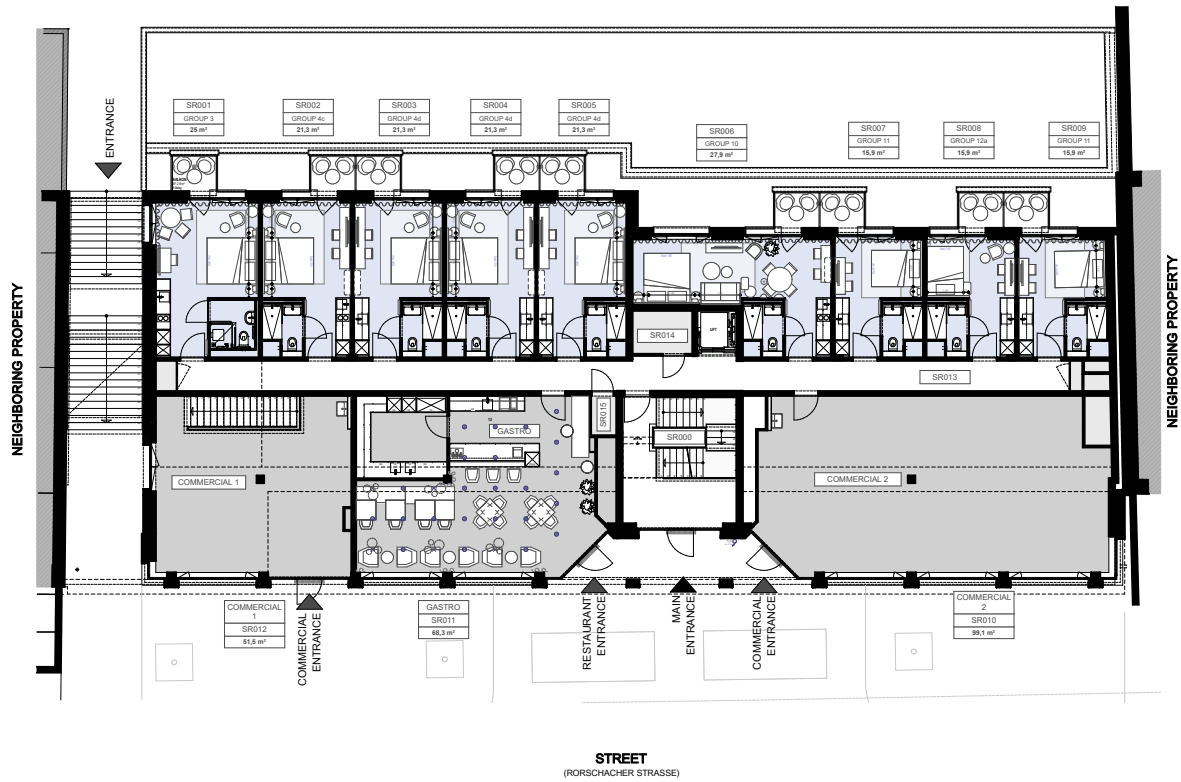 ENTRANCE
SR001
GROUP 3
25 m²
SR002
GROUP 4c
21,3 m²
SR003
GROUP 4d
21,3 m²
SR004
GROUP 4d
21,3 m²
SR005
GROUP 4d
21,3 m²
SR006
GROUP 10
27,9 m²
SR007
GROUP 11
15,9 m²
SR008
GROUP 12a
15,9 m²
SR009
GROUP 11
15,9 m²
NEIGHBORING PROPERTY
NEIGHBORING PROPERTY
SR014
LIFT
SR013
SR015
GASTRO
SR000
COMMERCIAL 1
COMMERCIAL 2
COMMERCIAL
1
SR012
51,5 m²
COMMERCIAL
ENTRANCE
GASTRO
SR011
68,3 m²
RESTAURANT
ENTRANCE
MAIN
ENTRANCE
COMMERCIAL
ENTRANCE
COMMERCIAL
2
SR010
99,1 m²
STREET
(RORSCHACHER STRASSE)